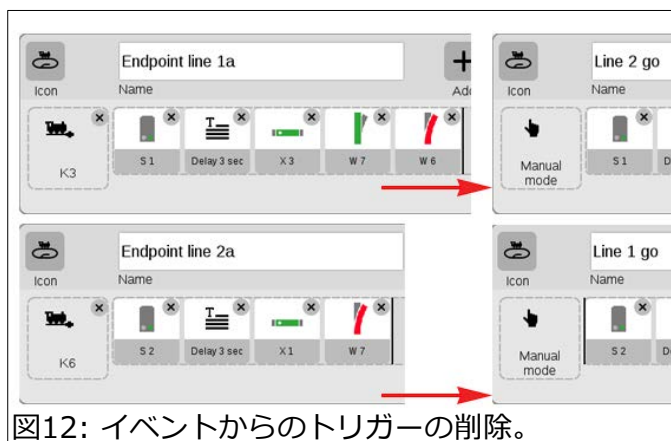 Endpoint line 1a
Icon Name Add
K3
S 1 Delay 3 sec X 3 W 7 W 6
Line 2 go
Icon Name
Manual mode
S 1 D
Endpoint line 2a
Icon Name
K6
S 2 Delay 3 sec X 1 W 7
Line 1 go
Icon Name
Manual mode
S 2 D
図12: イベントからのトリガーの削除。